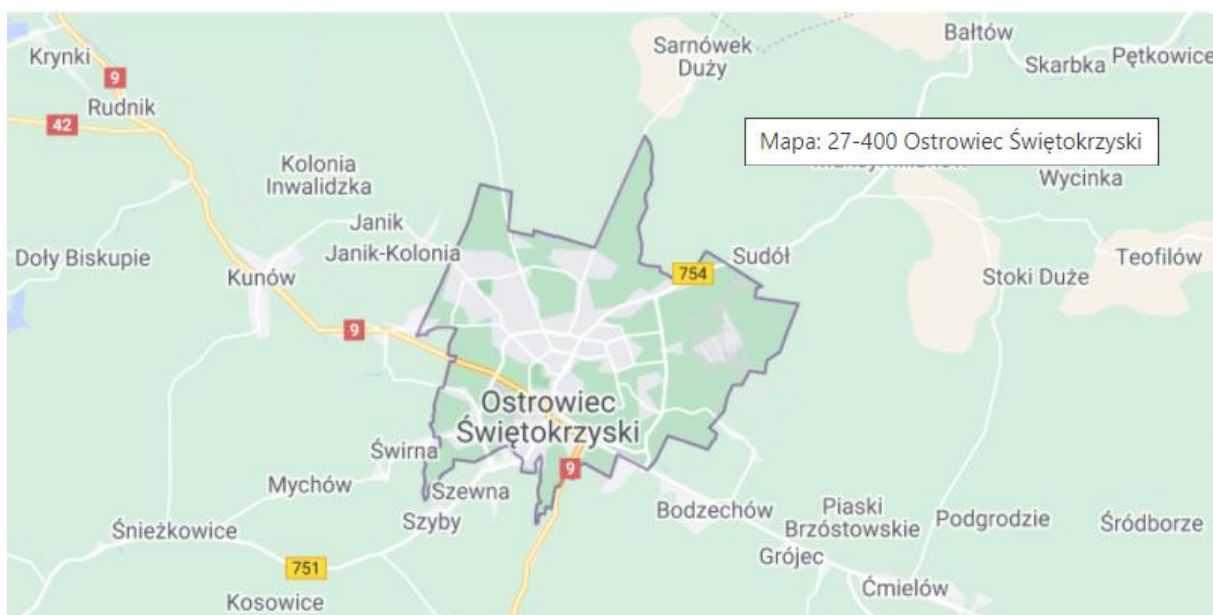 Krynki
9
Rudnik
42
Sarnówek
Duży
Bałtów
Skarbka
Pętkowice
Mapa: 27-400 Ostrowiec Świętokrzyski
Wycinka
Kolonia
Inwalidzka
Janik
Janik-Kolonia
Doły Biskupie
Kunów
Sudół
754
Stoki Duże
Teofilów
9
Ostrowiec
Świętokrzyski
Świrna
9
Mychów
Szewna
Szyby
Bodzechów
Piaski
Brzóstowskie
Podgrodzie
Śródborze
Śnieżkowice
Grójec
751
Ćmielów
Kosowice